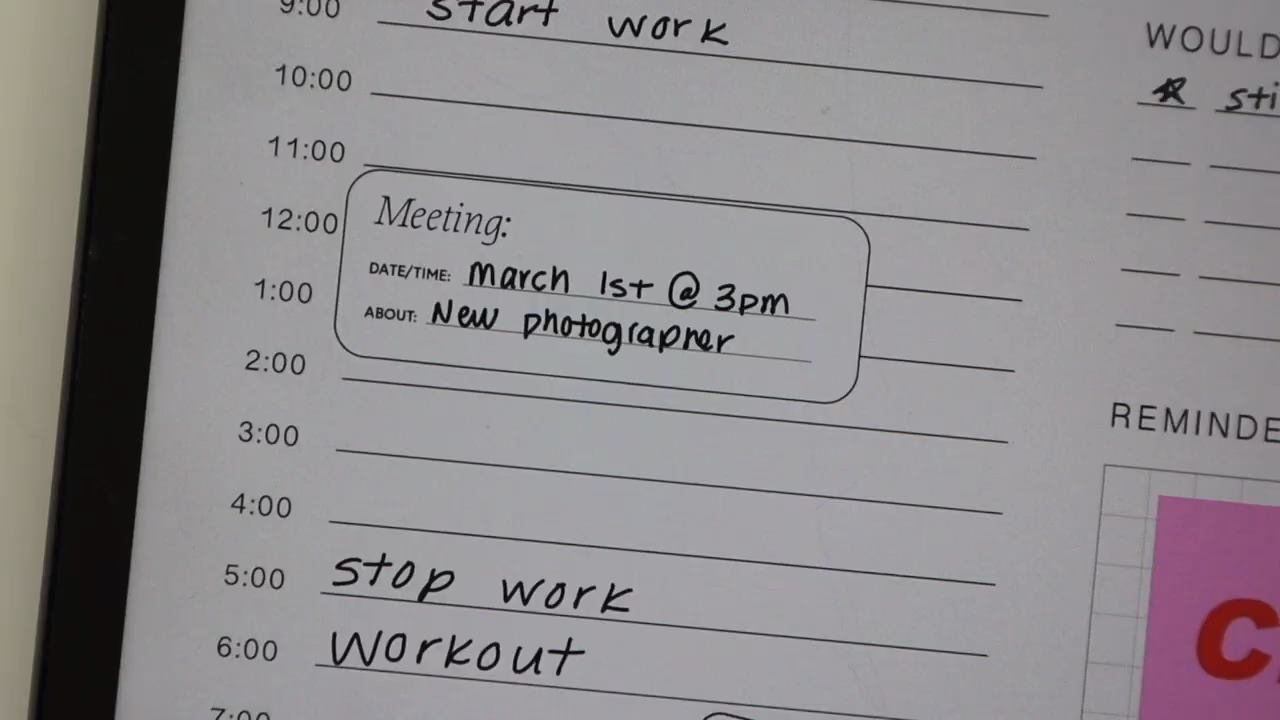 9:00 start work
10:00
11:00
12:00
Meeting:
DATE/TIME: march 1st @ 3pm
1:00
ABOUT: New photographer
2:00
3:00
4:00
5:00 stop work
6:00 workout
7:00
WOULD
REMINDE